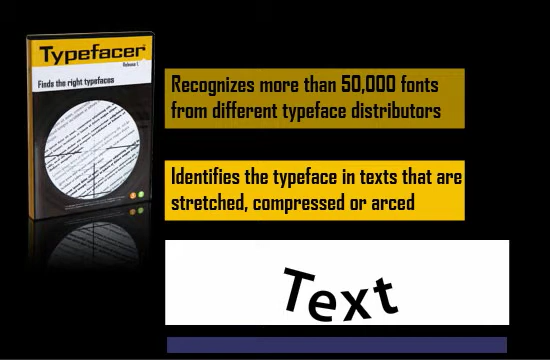 Typefacer
Release 1
Finds the right typefaces
Recognizes more than 50,000 fonts
from different typeface distributors
Identifies the typeface in texts that are
stretched, compressed or arced
Text